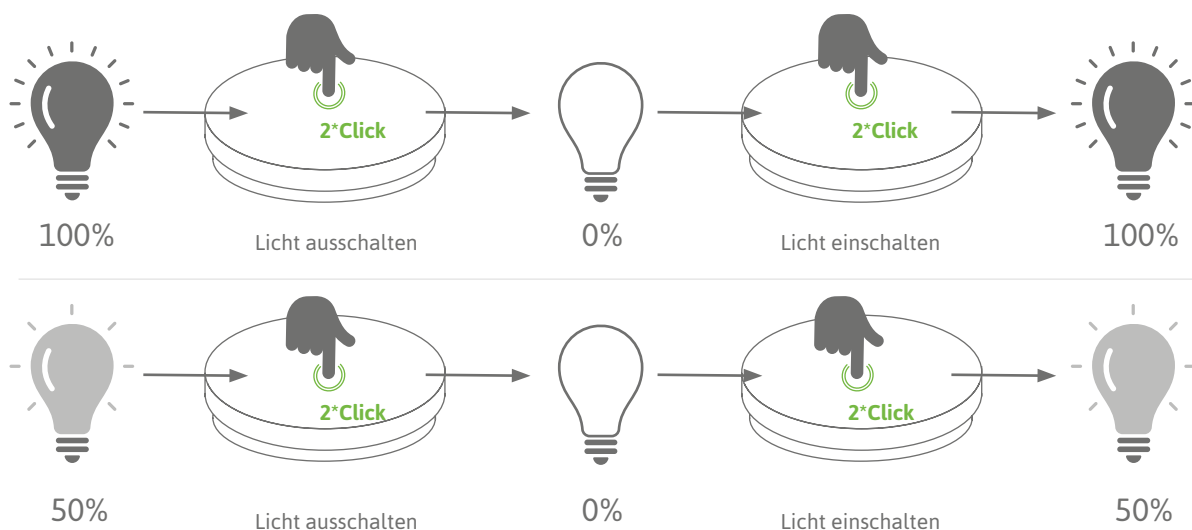 2*Click
2*Click
100%
Licht ausschalten
0%
Licht einschalten
100%
2*Click
2*Click
50%
Licht ausschalten
0%
Licht einschalten
50%